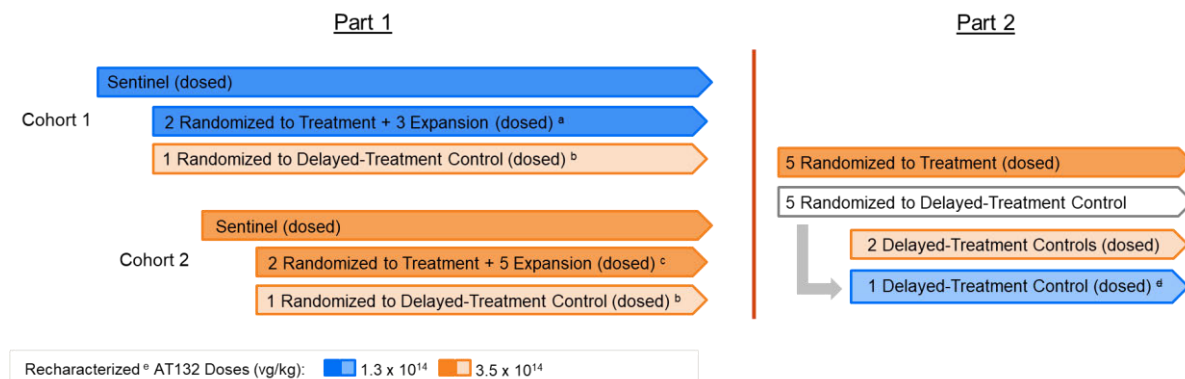 Part 1
Part 2
Sentinel (dosed)
Cohort 1
2 Randomized to Treatment + 3 Expansion (dosed) ᵃ
1 Randomized to Delayed-Treatment Control (dosed) ᵇ
5 Randomized to Treatment (dosed)
5 Randomized to Delayed-Treatment Control
Sentinel (dosed)
Cohort 2
2 Randomized to Treatment + 5 Expansion (dosed) ᶜ
1 Randomized to Delayed-Treatment Control (dosed) ᵇ
2 Delayed-Treatment Controls (dosed)
1 Delayed-Treatment Control (dosed) ᵈ
Recharacterized ᵉ AT132 Doses (vg/kg): 1.3 x 10¹⁴ 3.5 x 10¹⁴